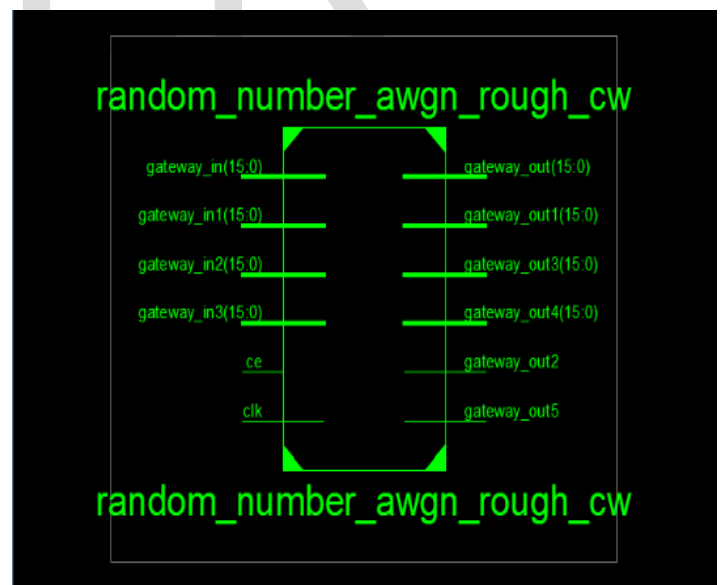 random_number_awgn_rough_cw
gateway_in(15:0) gateway_out(15:0)
gateway_in1(15:0) gateway_out1(15:0)
gateway_in2(15:0) gateway_out3(15:0)
gateway_in3(15:0) gateway_out4(15:0)
ce gateway_out2
clk gateway_out5
random_number_awgn_rough_cw